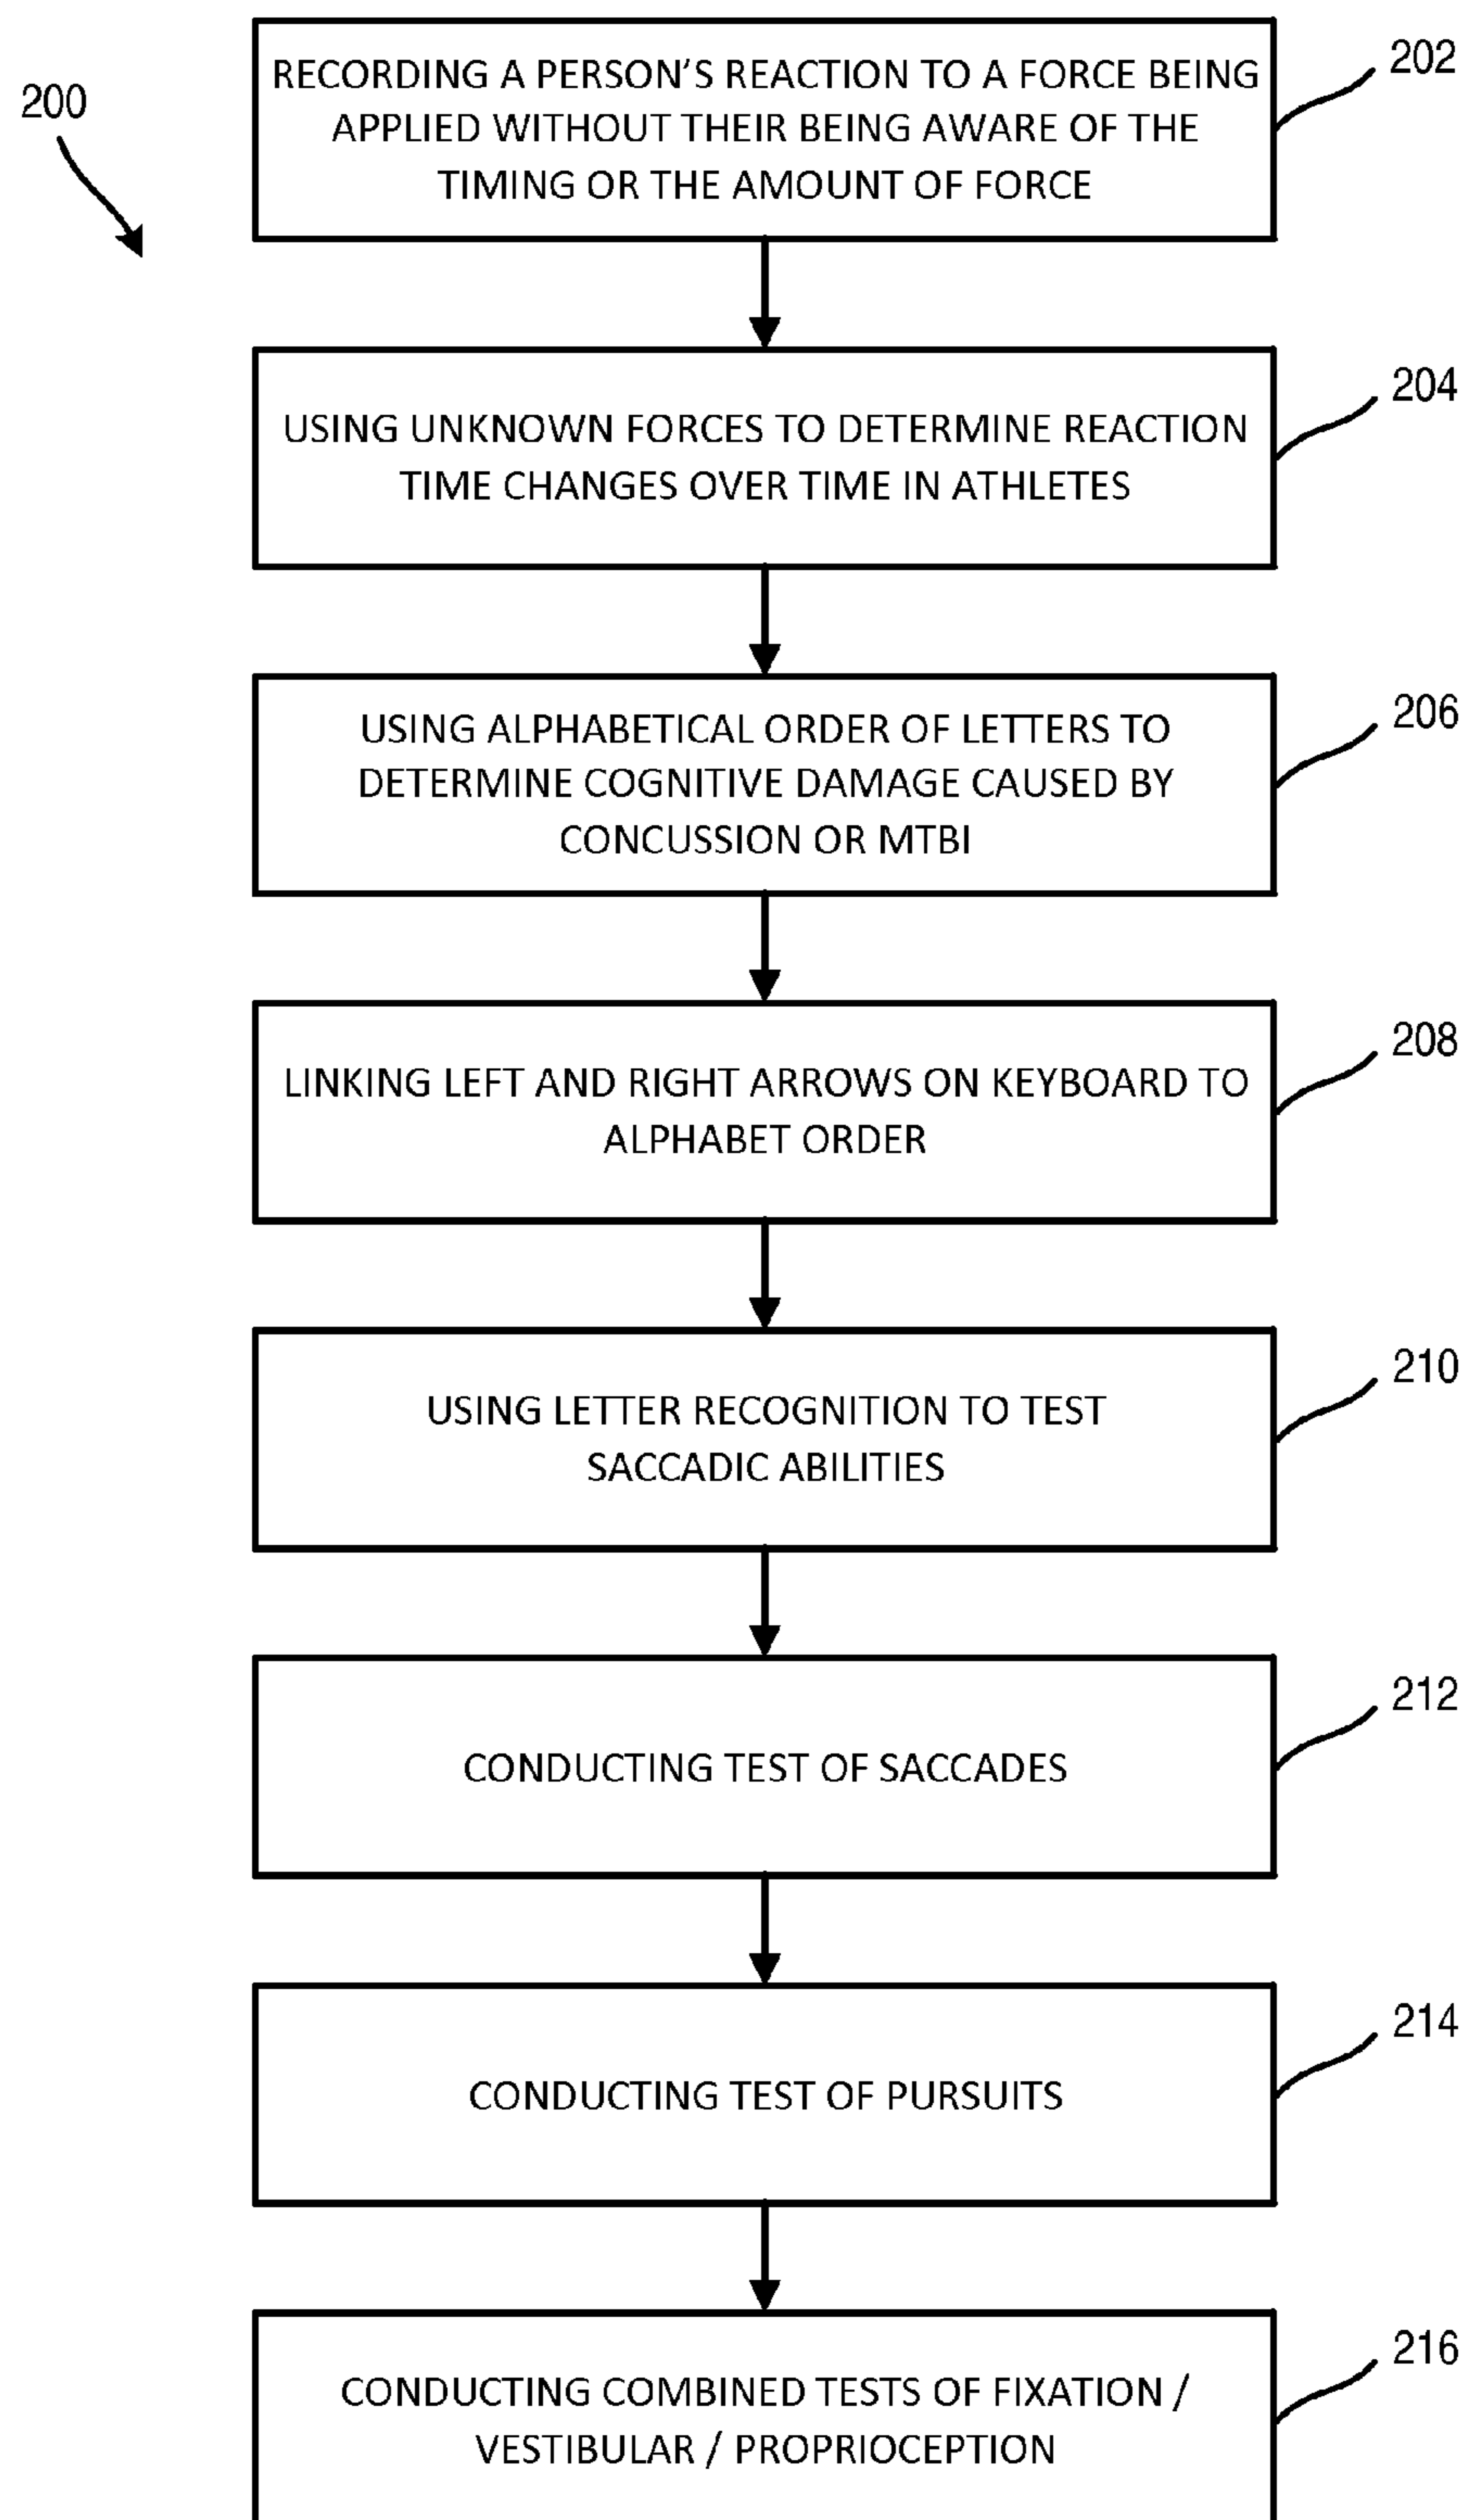 200
RECORDING A PERSON'S REACTION TO A FORCE BEING
APPLIED WITHOUT THEIR BEING AWARE OF THE
TIMING OR THE AMOUNT OF FORCE
202
USING UNKNOWN FORCES TO DETERMINE REACTION
TIME CHANGES OVER TIME IN ATHLETES
204
USING ALPHABETICAL ORDER OF LETTERS TO
DETERMINE COGNITIVE DAMAGE CAUSED BY
CONCUSSION OR MTBI
206
LINKING LEFT AND RIGHT ARROWS ON KEYBOARD TO
ALPHABET ORDER
208
USING LETTER RECOGNITION TO TEST
SACCADIC ABILITIES
210
CONDUCTING TEST OF SACCADES
212
CONDUCTING TEST OF PURSUITS
214
CONDUCTING COMBINED TESTS OF FIXATION /
VESTIBULAR / PROPRIOCEPTION
216